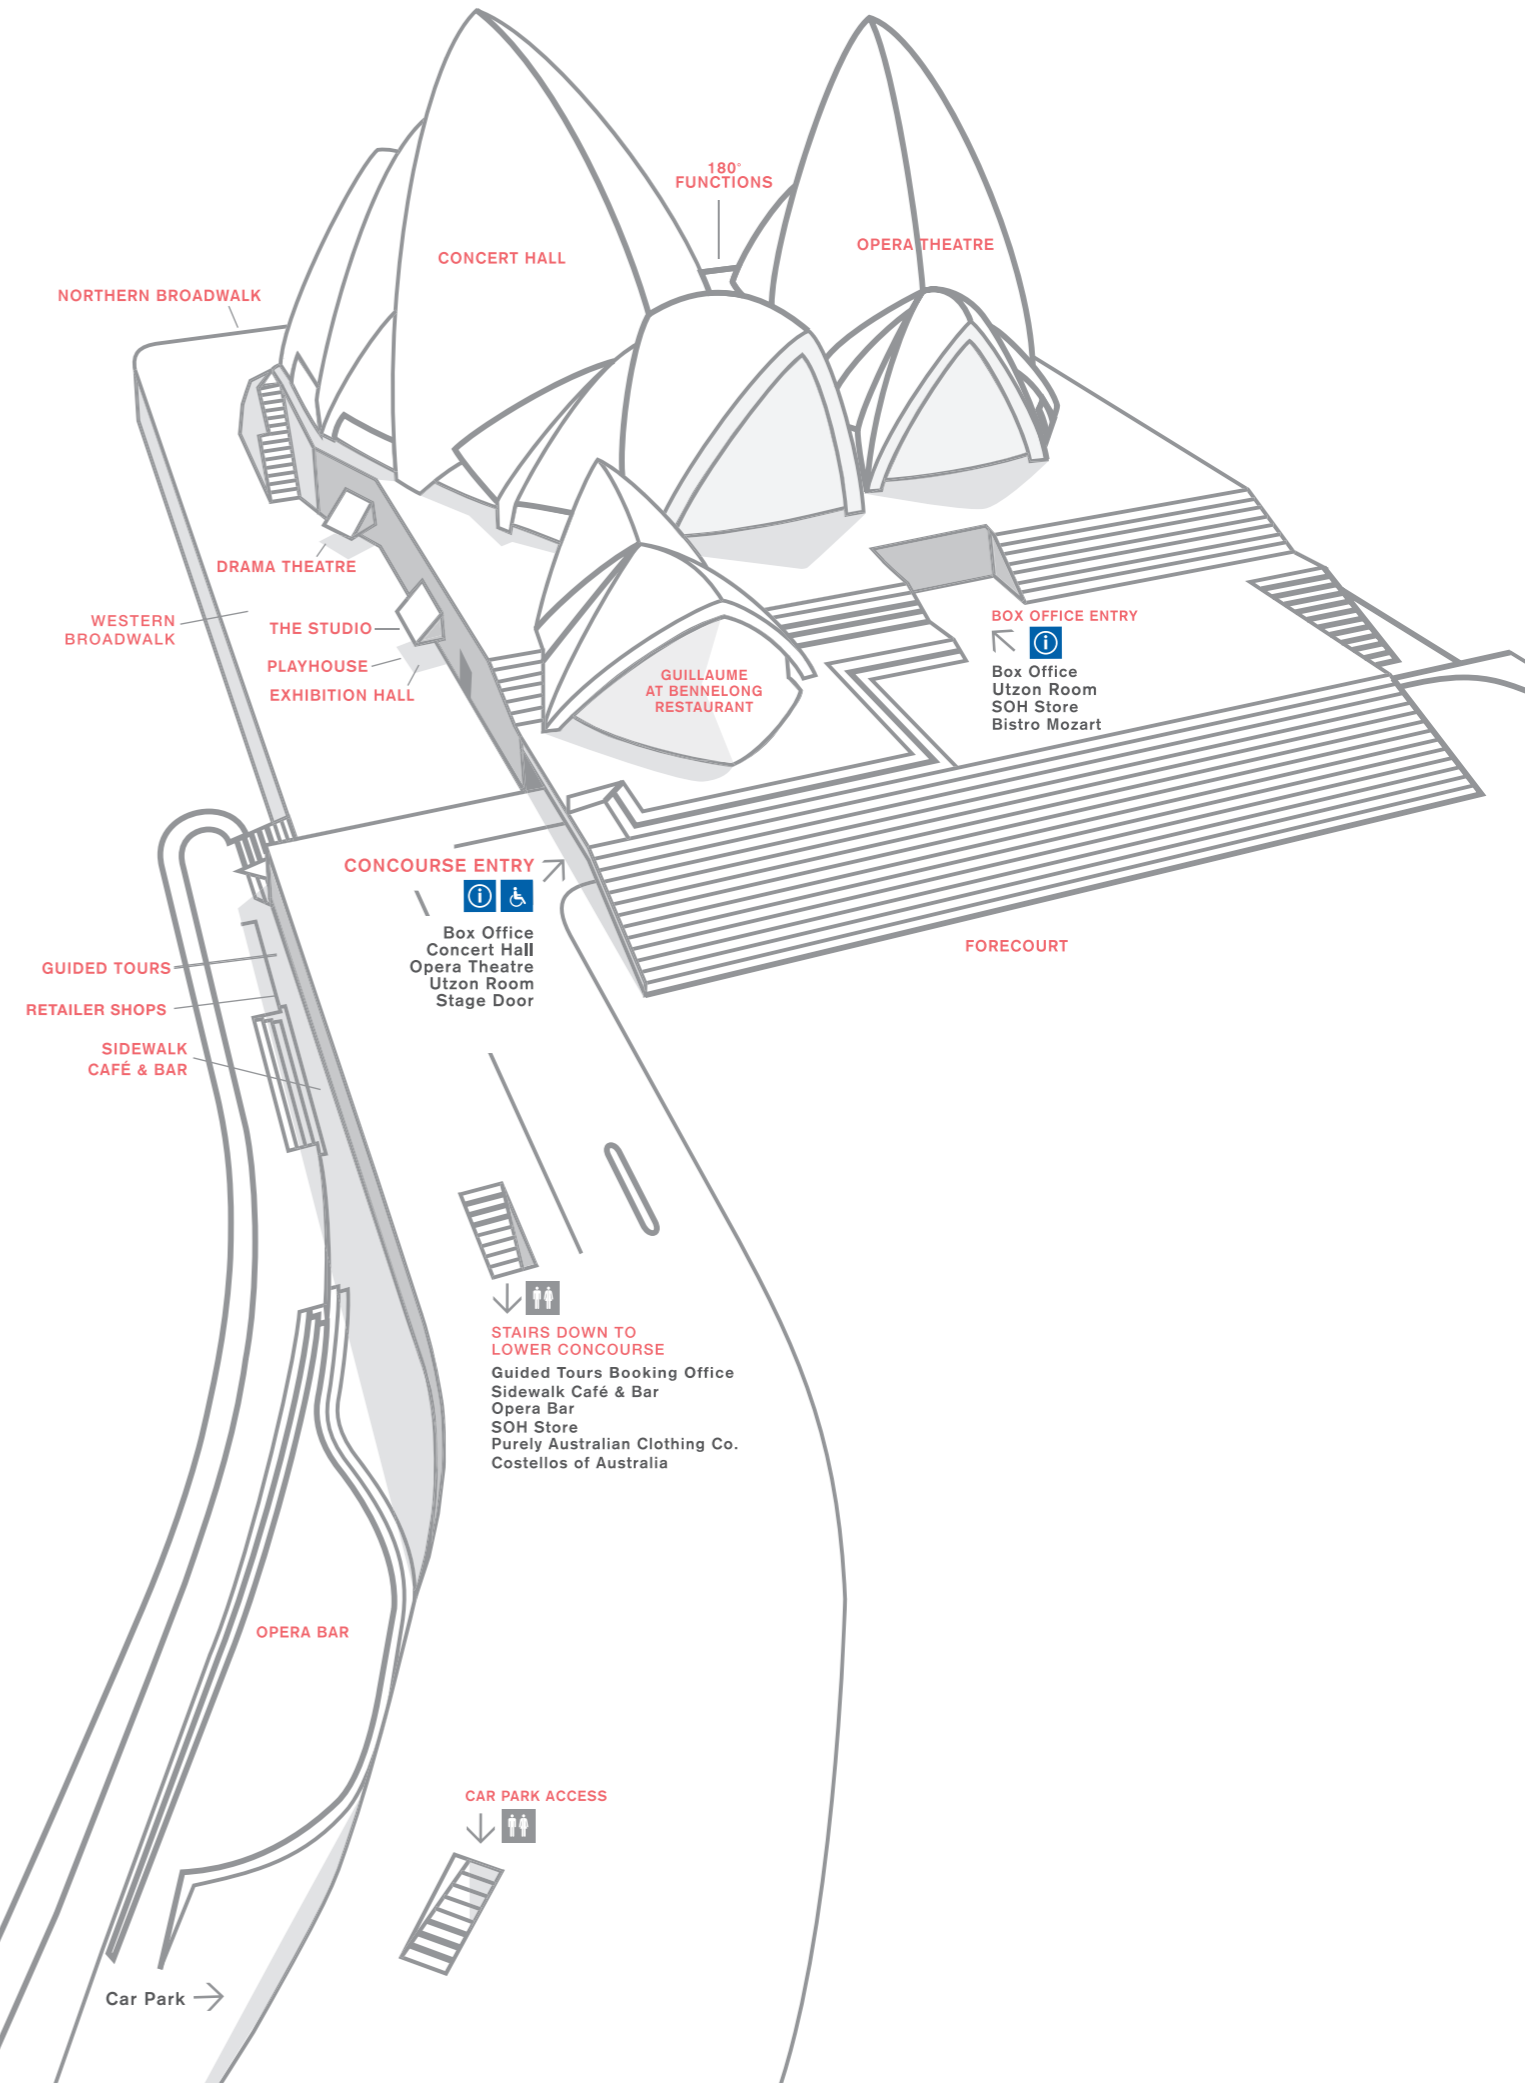 180°
FUNCTIONS
CONCERT HALL
OPERA THEATRE
NORTHERN BROADWALK
DRAMA THEATRE
WESTERN
BROADWALK
THE STUDIO
PLAYHOUSE
EXHIBITION HALL
GUILLAUME
AT BENNELONG
RESTAURANT
BOX OFFICE ENTRY
i
Box Office
Utzon Room
SOH Store
Bistro Mozart
CONCOURSE ENTRY
i
Box Office
Concert Hall
Opera Theatre
Utzon Room
Stage Door
FORECOURT
GUIDED TOURS
RETAILER SHOPS
SIDEWALK
CAFÉ & BAR
STAIRS DOWN TO
LOWER CONCOURSE
Guided Tours Booking Office
Sidewalk Café & Bar
Opera Bar
SOH Store
Purely Australian Clothing Co.
Costellos of Australia
OPERA BAR
CAR PARK ACCESS
Car Park